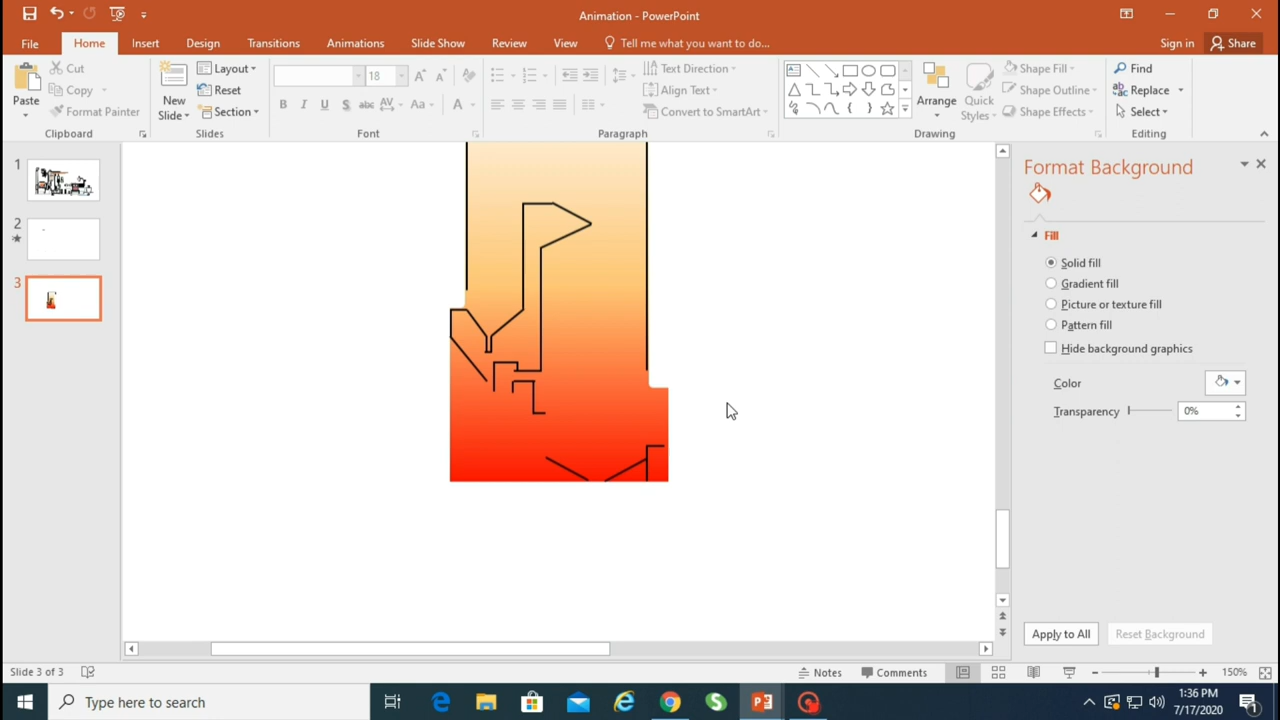 Animation - PowerPoint
File Home Insert Design Transitions Animations Slide Show Review View Tell me what you want to do... Sign in Share
Paste
Cut
Copy
Format Painter
Clipboard
New Slide
Layout
Reset
Section
Slides
18
B I U S abc AV Aa A
Font
Text Direction
Align Text
Convert to SmartArt
Paragraph
Arrange
Quick Styles
Shape Fill
Shape Outline
Shape Effects
Drawing
Find
Replace
Select
Editing
1
2
3
Format Background
Fill
Solid fill
Gradient fill
Picture or texture fill
Pattern fill
Hide background graphics
Color
Transparency 0%
Apply to All Reset Background
Slide 3 of 3 Notes Comments 150%
Type here to search
1:36 PM
7/17/2020
1